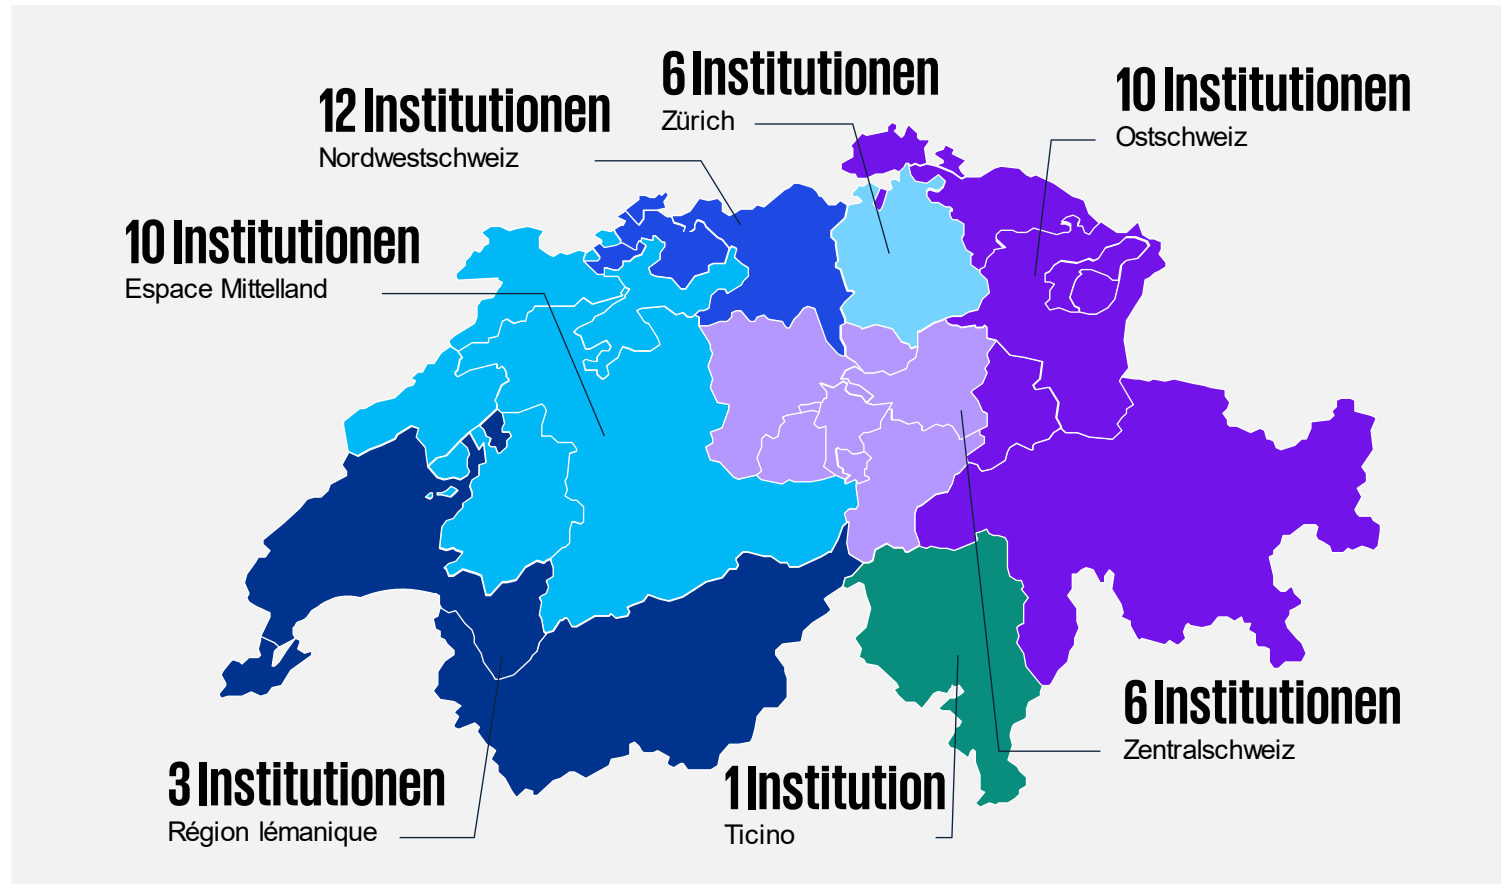 6 Institutionen
Zürich
10 Institutionen
Ostschweiz
12 Institutionen
Nordwestschweiz
10 Institutionen
Espace Mittelland
6 Institutionen
Zentralschweiz
3 Institutionen
Région lémanique
1 Institution
Ticino